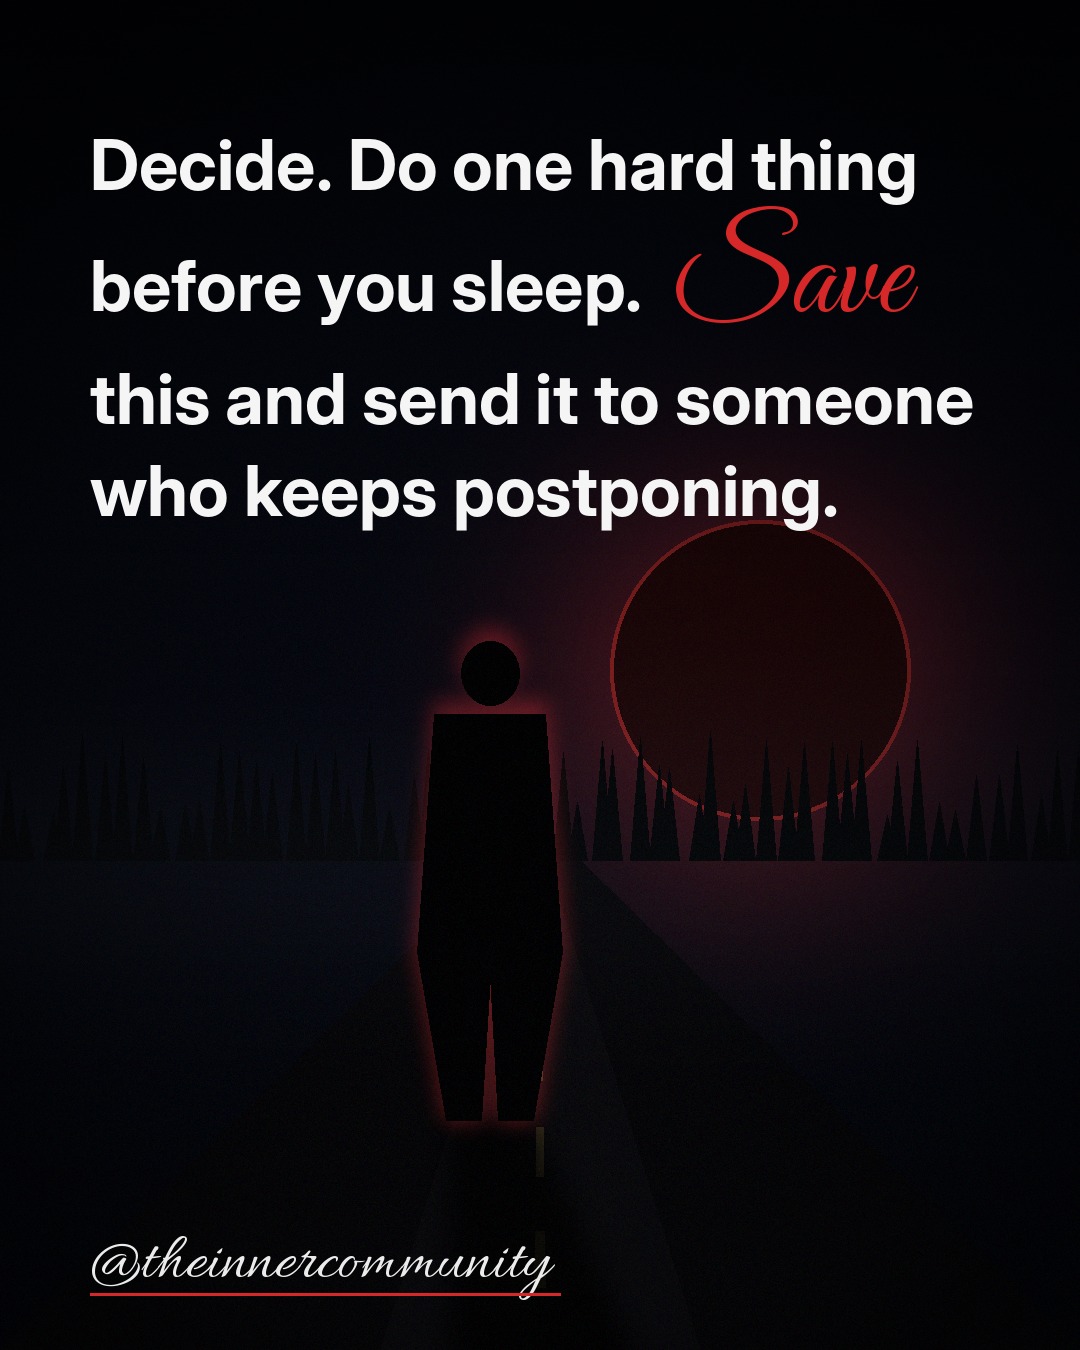 Decide. Do one hard thing
before you sleep. Save
this and send it to someone
who keeps postponing.
@theinnercommunity